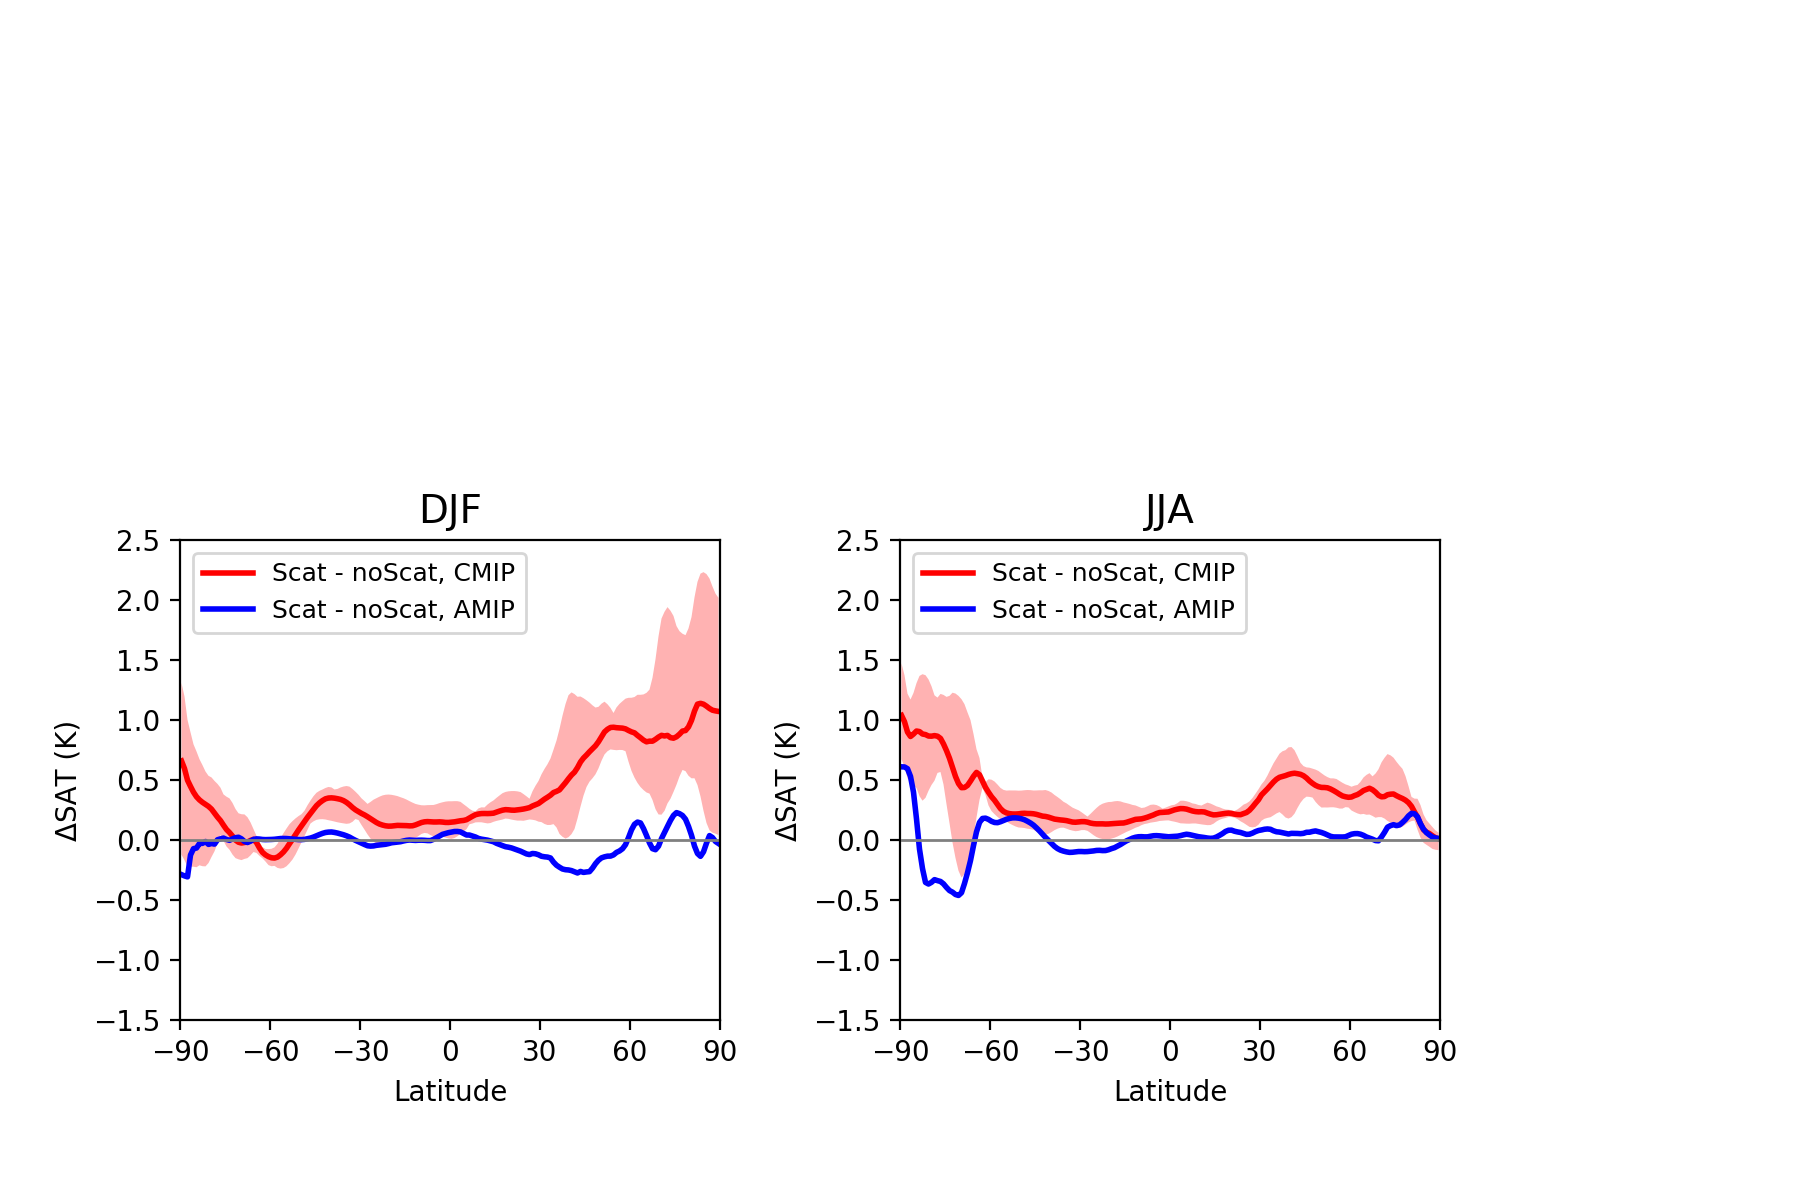 DJF
2.5
2.0
1.5
1.0
0.5
0.0
−0.5
−1.0
−1.5
ΔSAT (K)
Scat - noScat, CMIP
Scat - noScat, AMIP
−90 −60 −30 0 30 60 90
Latitude
JJA
2.5
2.0
1.5
1.0
0.5
0.0
−0.5
−1.0
−1.5
ΔSAT (K)
Scat - noScat, CMIP
Scat - noScat, AMIP
−90 −60 −30 0 30 60 90
Latitude